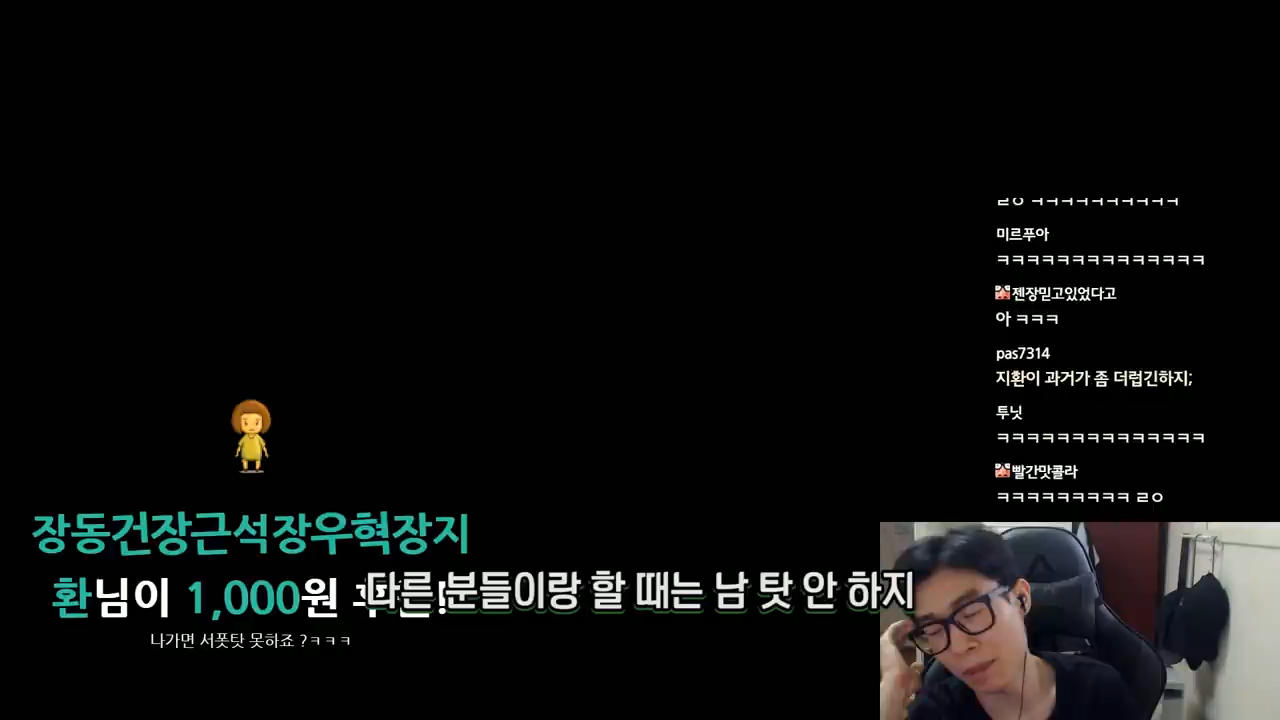 장동건장근석장우혁장지
환님이 1,000원
나가면 서폿탓 못하죠 ?ㅋㅋㅋ
다른 분들이랑 할 때는 남 탓 안 하지
ㄹㅇ ㅋㅋㅋㅋㅋㅋㅋㅋㅋㅋ
미르푸아
ㅋㅋㅋㅋㅋㅋㅋㅋㅋㅋㅋㅋㅋㅋ
젠장믿고있었다고
아 ㅋㅋㅋ
pas7314
지환이 과거가 좀 더럽긴하지;
투닛
ㅋㅋㅋㅋㅋㅋㅋㅋㅋㅋㅋㅋㅋㅋ
빨간맛콜라
ㅋㅋㅋㅋㅋㅋㅋㅋㅋ ㄹㅇ